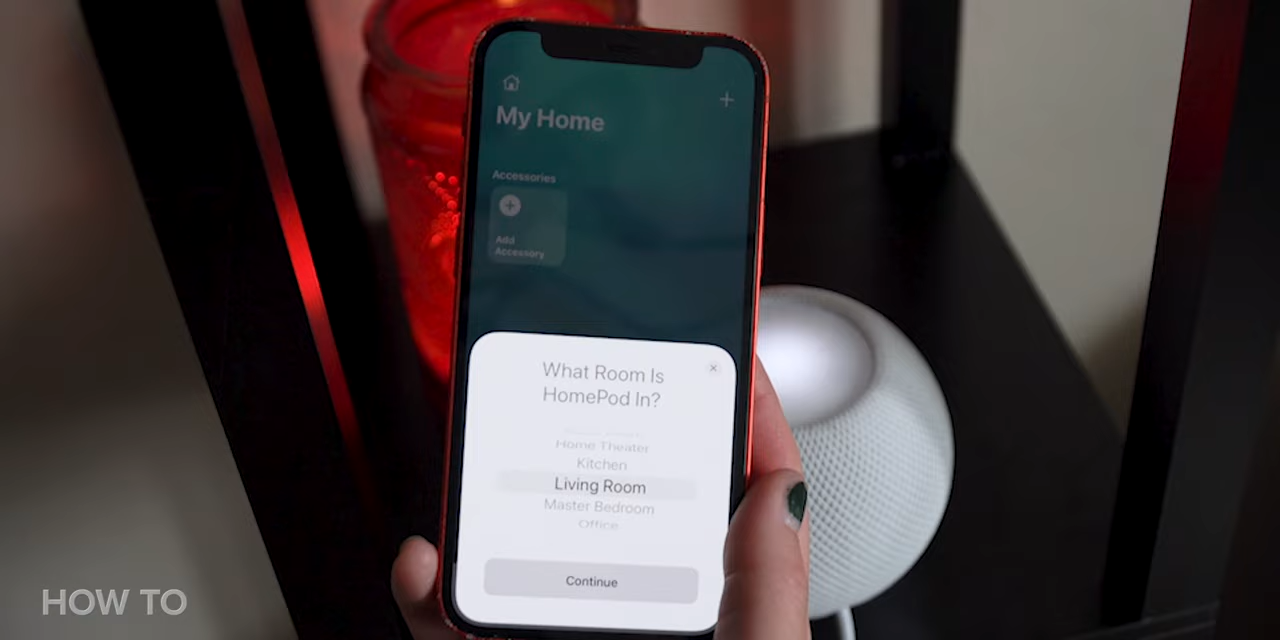 My Home
Accessories
Add
Accessory
What Room Is
HomePod In?
Home Theater
Kitchen
Living Room
Master Bedroom
Office
Continue
HOW TO